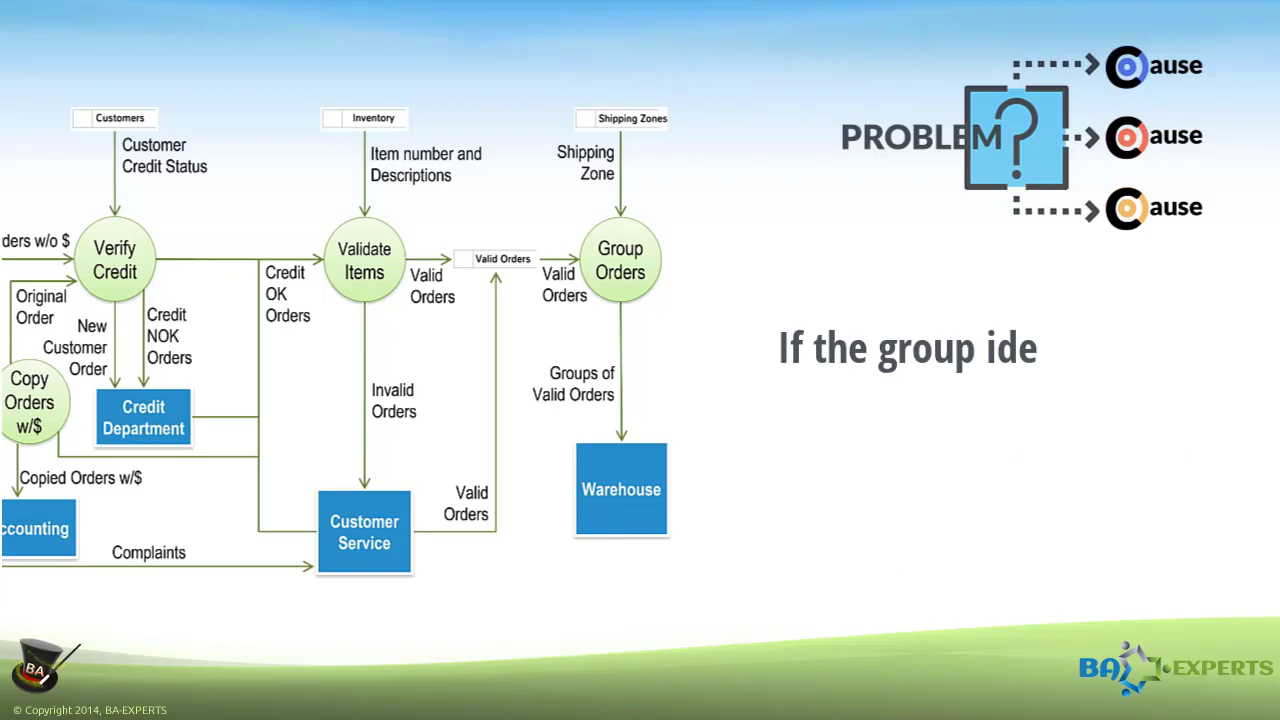 Customers
Inventory
Shipping Zones
Customer
Credit Status
Item number and
Descriptions
Shipping
Zone
PROBLEM
?
Cause
Cause
Cause
ders w/o $
Verify
Credit
Validate
Items
Valid Orders
Group
Orders
Original
Order
New
Customer
Order
Credit
NOK
Orders
Credit
OK
Orders
Valid
Orders
Valid
Orders
If the group ide
Copy
Orders
w/$
Credit
Department
Invalid
Orders
Groups of
Valid Orders
Copied Orders w/$
ccounting
Customer
Service
Valid
Orders
Warehouse
Complaints
BA
BA EXPERTS
© Copyright 2014, BA-EXPERTS